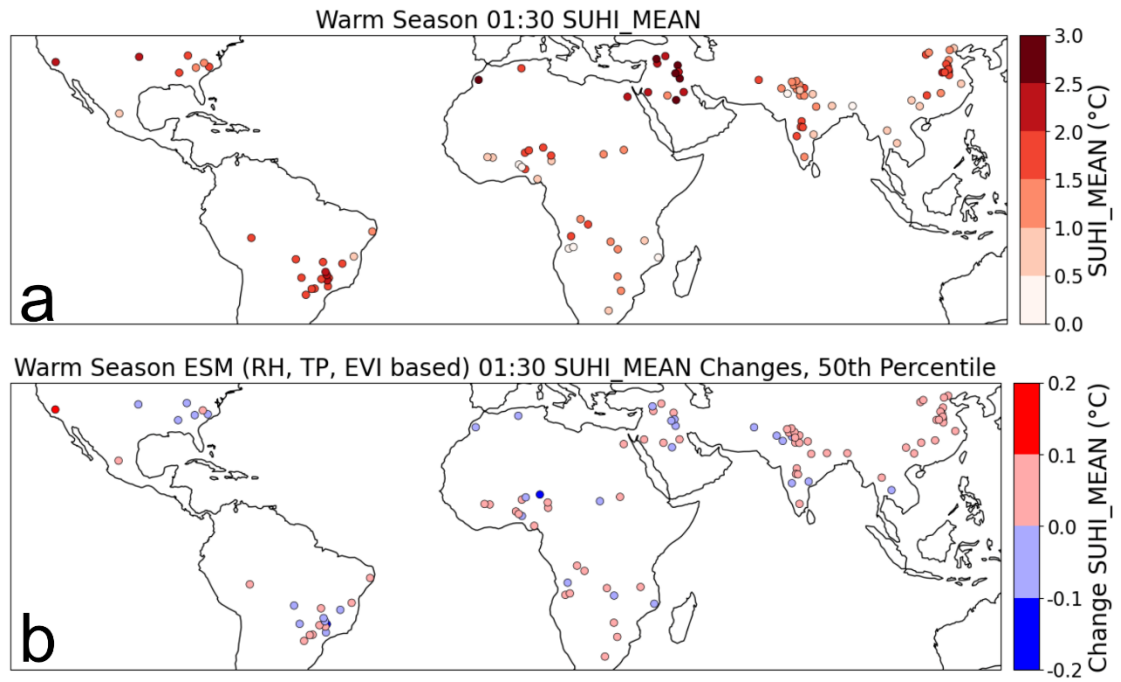 Warm Season 01:30 SUHI_MEAN
a
3.0
2.5
2.0
1.5
1.0
0.5
0.0
SUHI_MEAN (°C)
Warm Season ESM (RH, TP, EVI based) 01:30 SUHI_MEAN Changes, 50th Percentile
b
0.2
0.1
0.0
-0.1
-0.2
Change SUHI_MEAN (°C)